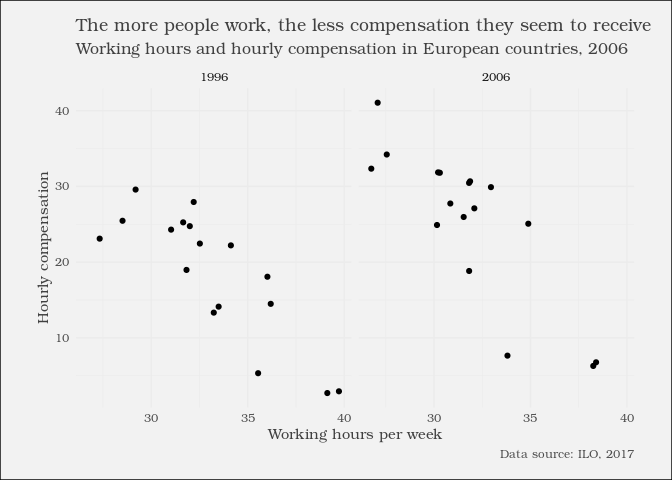 The more people work, the less compensation they seem to receive
Working hours and hourly compensation in European countries, 2006
1996
2006
Hourly compensation
40
30
20
10
30 35 40 30 35 40
Working hours per week
Data source: ILO, 2017